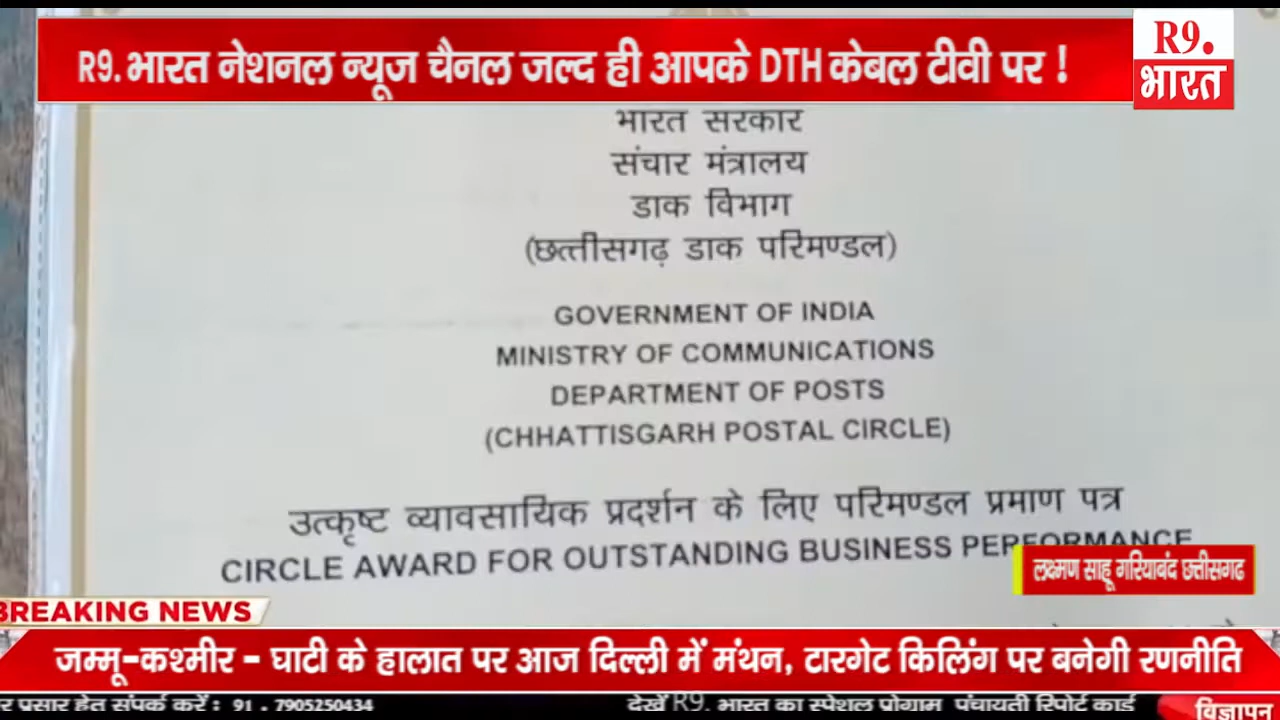 R9. भारत नेशनल न्यूज चैनल जल्द ही आपके DTH केबल टीवी पर !
R9.
भारत
भारत सरकार
संचार मंत्रालय
डाक विभाग
(छत्तीसगढ़ डाक परिमण्डल)
GOVERNMENT OF INDIA
MINISTRY OF COMMUNICATIONS
DEPARTMENT OF POSTS
(CHHATTISGARH POSTAL CIRCLE)
उत्कृष्ट व्यावसायिक प्रदर्शन के लिए परिमण्डल प्रमाण पत्र
CIRCLE AWARD FOR OUTSTANDING BUSINESS PERFORMANCE
लक्ष्मण साहू गरियाबंद छत्तीसगढ
BREAKING NEWS
जम्मू-कश्मीर - घाटी के हालात पर आज दिल्ली में मंथन, टारगेट किलिंग पर बनेगी रणनीति
र प्रसार हेतु संपर्क करें : 91 . 7905250434 देखें R9. भारत का स्पेशल प्रोग्राम पंचायती रिपोर्ट कार्ड
विज्ञापन